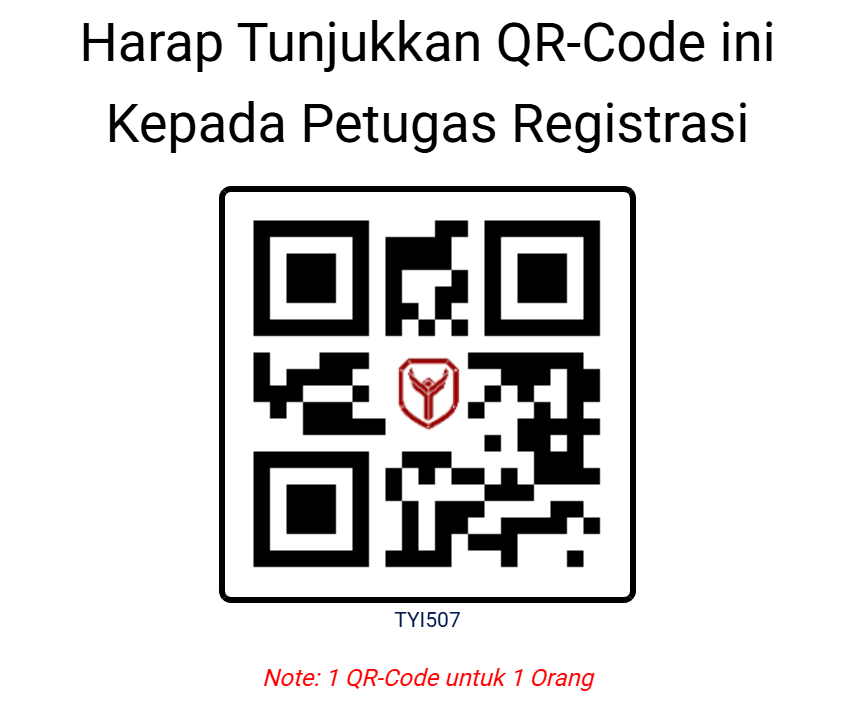 Harap Tunjukkan QR-Code ini
Kepada Petugas Registrasi
TYI507
Note: 1 QR-Code untuk 1 Orang